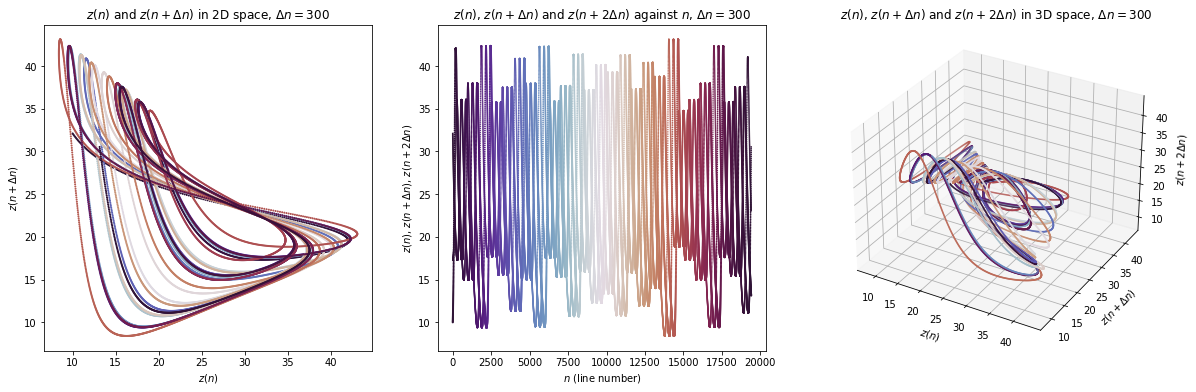 z(n) and z(n + Δn) in 2D space, Δn = 300
z(n + Δn)
40
35
30
25
20
15
10
10 15 20 25 30 35 40
z(n)
z(n), z(n + Δn) and z(n + 2Δn) against n, Δn = 300
z(n), z(n + Δn), z(n + 2Δn)
40
35
30
25
20
15
10
0 2500 5000 7500 10000 12500 15000 17500 20000
n (line number)
z(n), z(n + Δn) and z(n + 2Δn) in 3D space, Δn = 300
z(n + 2Δn)
40
35
30
25
20
15
10
z(n + Δn)
40
35
30
25
20
15
10
10 15 20 25 30 35 40
z(n)